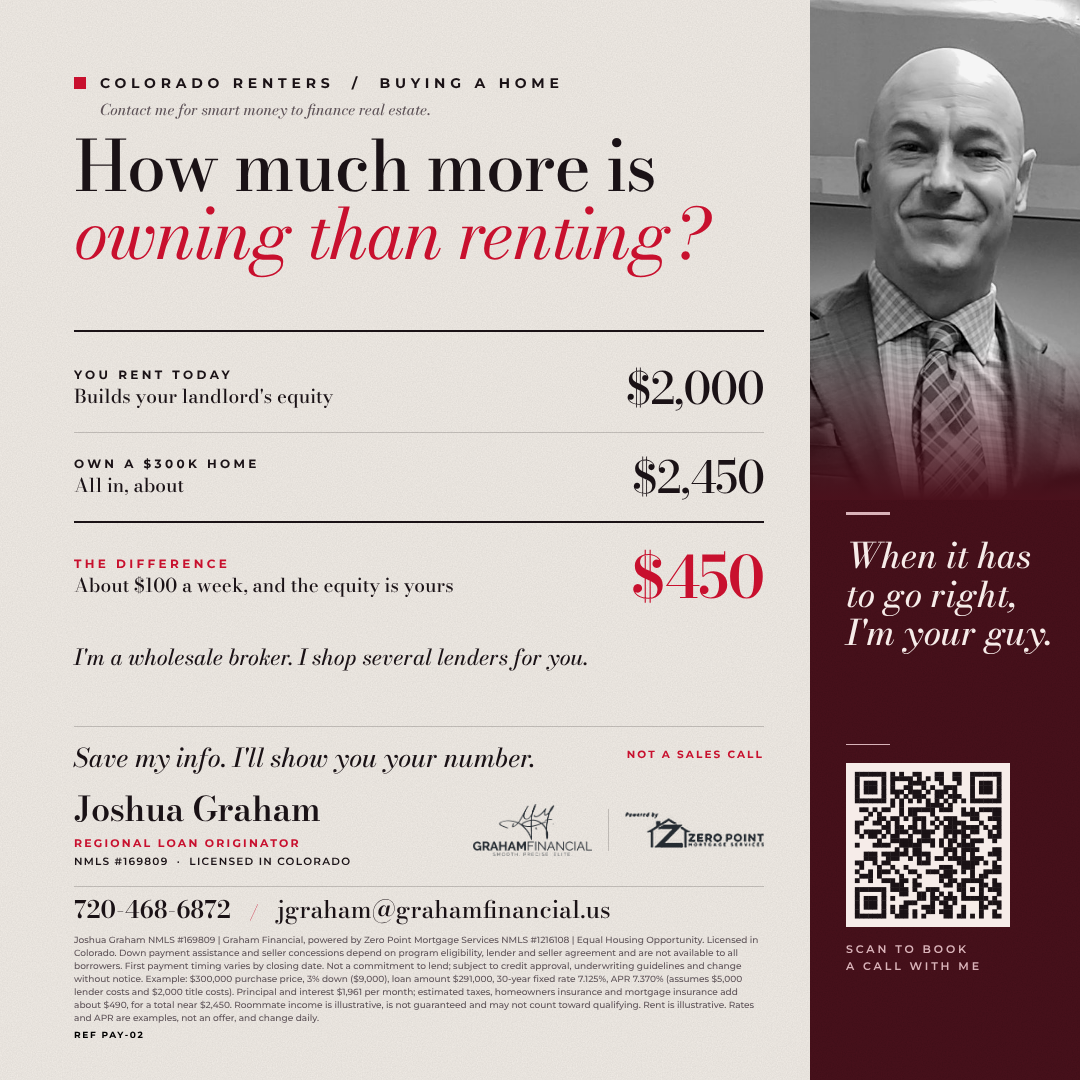 COLORADO RENTERS / BUYING A HOME
Contact me for smart money to finance real estate.
How much more is
owning than renting?
YOU RENT TODAY
Builds your landlord's equity
$2,000
OWN A $300K HOME
All in, about
$2,450
THE DIFFERENCE
About $100 a week, and the equity is yours
$450
I'm a wholesale broker. I shop several lenders for you.
Save my info. I'll show you your number.
NOT A SALES CALL
Joshua Graham
REGIONAL LOAN ORIGINATOR
NMLS #169809 · LICENSED IN COLORADO
GRAHAMFINANCIAL
SMOOTH. PRECISE. ELITE.
Powered by
ZERO POINT
MORTGAGE SERVICES
720-468-6872 / jgraham@grahamfinancial.us
Joshua Graham NMLS #169809 | Graham Financial, powered by Zero Point Mortgage Services NMLS #1216108 | Equal Housing Opportunity. Licensed in
Colorado. Down payment assistance and seller concessions depend on program eligibility, lender and seller agreement and are not available to all
borrowers. First payment timing varies by closing date. Not a commitment to lend; subject to credit approval, underwriting guidelines and change
without notice. Example: $300,000 purchase price, 3% down ($9,000), loan amount $291,000, 30-year fixed rate 7.125%, APR 7.370% (assumes $5,000
lender costs and $2,000 title costs). Principal and interest $1,961 per month; estimated taxes, homeowners insurance and mortgage insurance add
about $490, for a total near $2,450. Roommate income is illustrative, is not guaranteed and may not count toward qualifying. Rent is illustrative. Rates
and APR are examples, not an offer, and change daily.
REF PAY-02
When it has
to go right,
I'm your guy.
SCAN TO BOOK
A CALL WITH ME